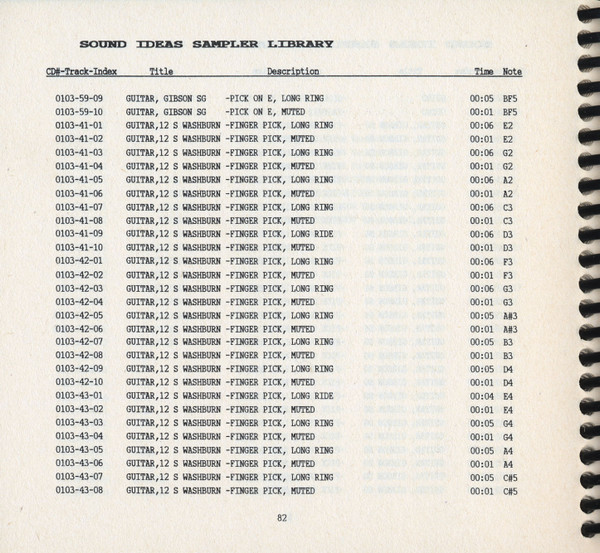 SOUND IDEAS SAMPLER LIBRARY
CD#-Track-Index Title Description Time Note
0103-59-09 GUITAR, GIBSON SG -PICK ON E, LONG RING 00:05 BF5
0103-59-10 GUITAR, GIBSON SG -PICK ON E, MUTED 00:01 BF5
0103-41-01 GUITAR,12 S WASHBURN -FINGER PICK, LONG RING 00:06 E2
0103-41-02 GUITAR,12 S WASHBURN -FINGER PICK, MUTED 00:01 E2
0103-41-03 GUITAR,12 S WASHBURN -FINGER PICK, LONG RING 00:06 G2
0103-41-04 GUITAR,12 S WASHBURN -FINGER PICK, MUTED 00:01 G2
0103-41-05 GUITAR,12 S WASHBURN -FINGER PICK, LONG RING 00:06 A2
0103-41-06 GUITAR,12 S WASHBURN -FINGER PICK, MUTED 00:01 A2
0103-41-07 GUITAR,12 S WASHBURN -FINGER PICK, LONG RING 00:06 C3
0103-41-08 GUITAR,12 S WASHBURN -FINGER PICK, MUTED 00:01 C3
0103-41-09 GUITAR,12 S WASHBURN -FINGER PICK, LONG RIDE 00:06 D3
0103-41-10 GUITAR,12 S WASHBURN -FINGER PICK, MUTED 00:01 D3
0103-42-01 GUITAR,12 S WASHBURN -FINGER PICK, LONG RING 00:06 F3
0103-42-02 GUITAR,12 S WASHBURN -FINGER PICK, MUTED 00:01 F3
0103-42-03 GUITAR,12 S WASHBURN -FINGER PICK, LONG RING 00:06 G3
0103-42-04 GUITAR,12 S WASHBURN -FINGER PICK, MUTED 00:01 G3
0103-42-05 GUITAR,12 S WASHBURN -FINGER PICK, LONG RING 00:05 A#3
0103-42-06 GUITAR,12 S WASHBURN -FINGER PICK, MUTED 00:01 A#3
0103-42-07 GUITAR,12 S WASHBURN -FINGER PICK, LONG RING 00:05 B3
0103-42-08 GUITAR,12 S WASHBURN -FINGER PICK, MUTED 00:01 B3
0103-42-09 GUITAR,12 S WASHBURN -FINGER PICK, LONG RING 00:05 D4
0103-42-10 GUITAR,12 S WASHBURN -FINGER PICK, MUTED 00:01 D4
0103-43-01 GUITAR,12 S WASHBURN -FINGER PICK, LONG RIDE 00:04 E4
0103-43-02 GUITAR,12 S WASHBURN -FINGER PICK, MUTED 00:01 E4
0103-43-03 GUITAR,12 S WASHBURN -FINGER PICK, LONG RING 00:05 G4
0103-43-04 GUITAR,12 S WASHBURN -FINGER PICK, MUTED 00:01 G4
0103-43-05 GUITAR,12 S WASHBURN -FINGER PICK, LONG RING 00:05 A4
0103-43-06 GUITAR,12 S WASHBURN -FINGER PICK, MUTED 00:01 A4
0103-43-07 GUITAR,12 S WASHBURN -FINGER PICK, LONG RING 00:05 C#5
0103-43-08 GUITAR,12 S WASHBURN -FINGER PICK, MUTED 00:01 C#5
82